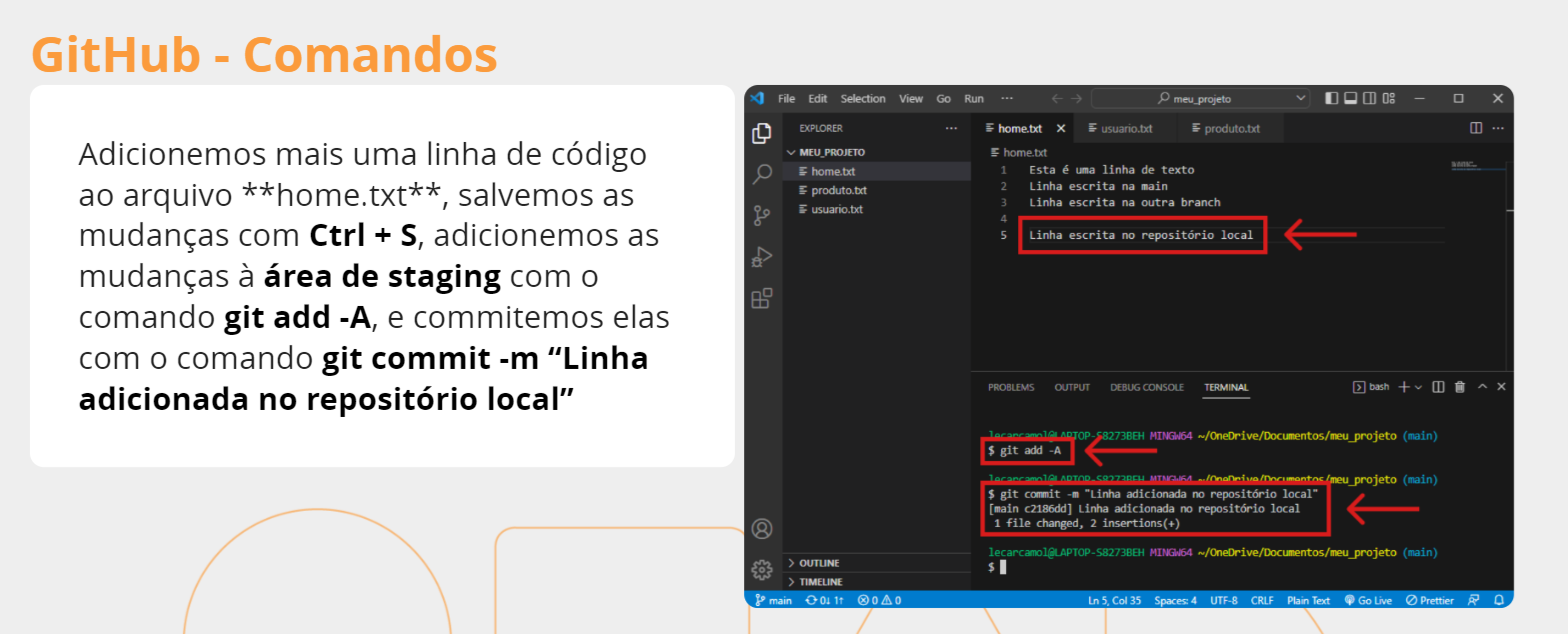 GitHub - Comandos
Adicionemos mais uma linha de código
ao arquivo **home.txt**, salvemos as
mudanças com Ctrl + S, adicionemos as
mudanças à área de staging com o
comando git add -A, e commitemos elas
com o comando git commit -m “Linha
adicionada no repositório local”
File Edit Selection View Go Run ··· meu_projeto
EXPLORER ···
MEU_PROJETO
home.txt
produto.txt
usuario.txt
OUTLINE
TIMELINE
home.txt usuario.txt produto.txt ···
home.txt
1 Esta é uma linha de texto
2 Linha escrita na main
3 Linha escrita na outra branch
4
5 Linha escrita no repositório local
PROBLEMS OUTPUT DEBUG CONSOLE TERMINAL bash
lecarcamol@LAPTOP-S8273BEH MINGW64 ~/OneDrive/Documentos/meu_projeto (main)
$ git add -A
lecarcamol@LAPTOP-S8273BEH MINGW64 ~/OneDrive/Documentos/meu_projeto (main)
$ git commit -m "Linha adicionada no repositório local"
[main c2186dd] Linha adicionada no repositório local
1 file changed, 2 insertions(+)
lecarcamol@LAPTOP-S8273BEH MINGW64 ~/OneDrive/Documentos/meu_projeto (main)
$
main 0↓ 1↑ 0 0 Ln 5, Col 35 Spaces: 4 UTF-8 CRLF Plain Text Go Live Prettier